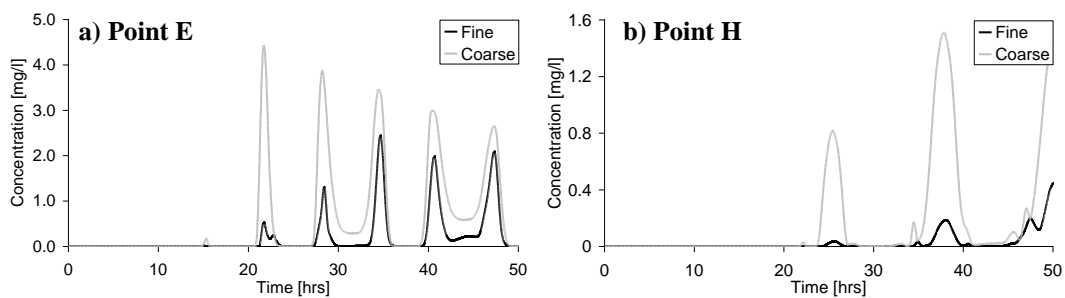 a) Point E
Fine
Coarse
Concentration [mg/l]
5.0
4.0
3.0
2.0
1.0
0.0
0 10 20 30 40 50
Time [hrs]
b) Point H
Fine
Coarse
Concentration [mg/l]
1.6
1.2
0.8
0.4
0
0 10 20 30 40 50
Time [hrs]